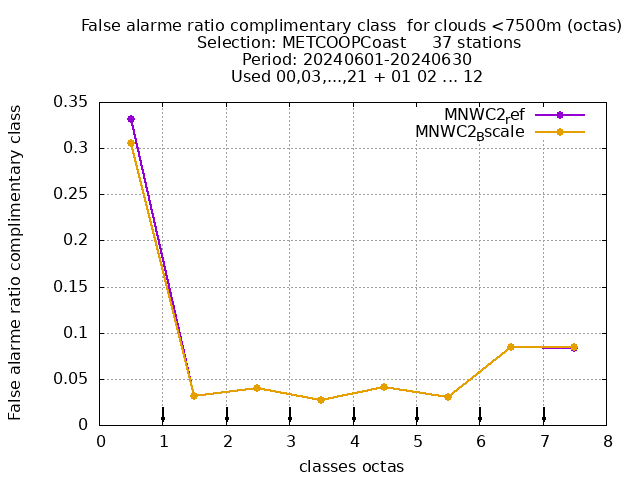 False alarme ratio complimentary class  for clouds <7500m (octas)
Selection: METCOOPCoast     37 stations
Period: 20240601-20240630
Used 00,03,...,21 + 01 02 ... 12
False alarme ratio complimentary class
0.35
0.3
0.25
0.2
0.15
0.1
0.05
0
MNWC2ref
MNWC2Bscale
0 1 2 3 4 5 6 7 8
classes octas